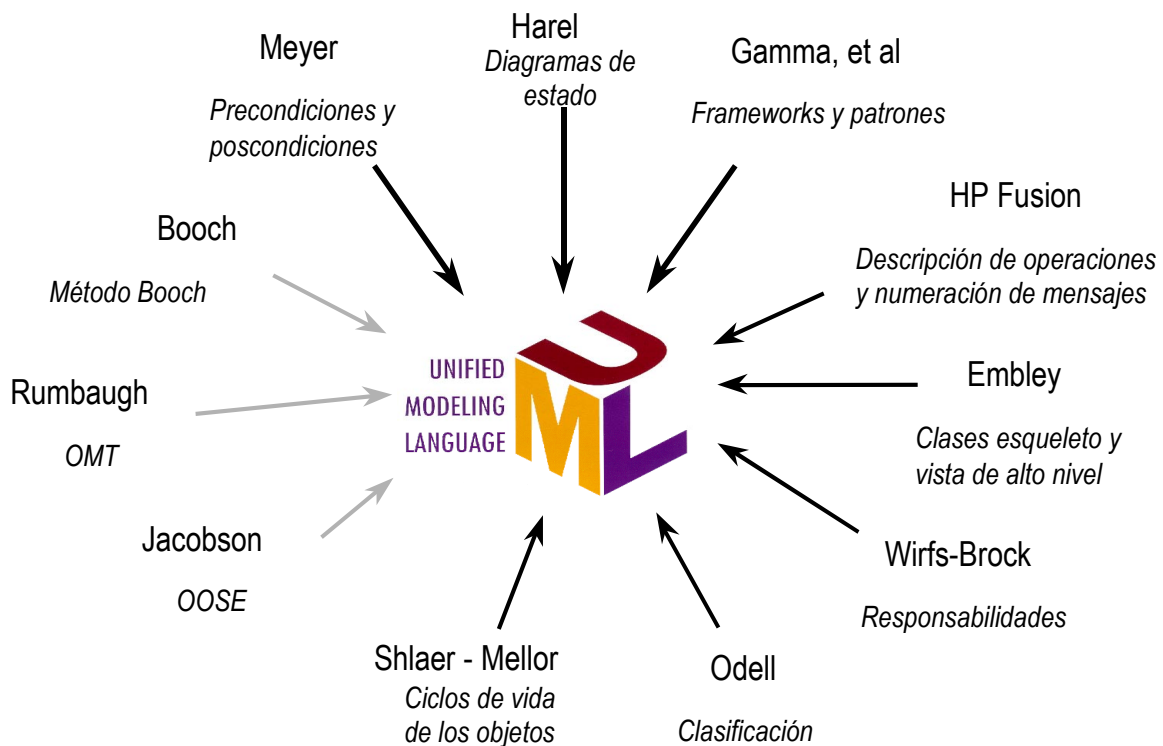 Harel
Diagramas de
estado
Meyer
Precondiciones y
poscondiciones
Gamma, et al
Frameworks y patrones
HP Fusion
Descripción de operaciones
y numeración de mensajes
Booch
Método Booch
UNIFIED
MODELING
LANGUAGE
UML
Rumbaugh
OMT
Embley
Clases esqueleto y
vista de alto nivel
Jacobson
OOSE
Wirfs-Brock
Responsabilidades
Shlaer - Mellor
Ciclos de vida
de los objetos
Odell
Clasificación